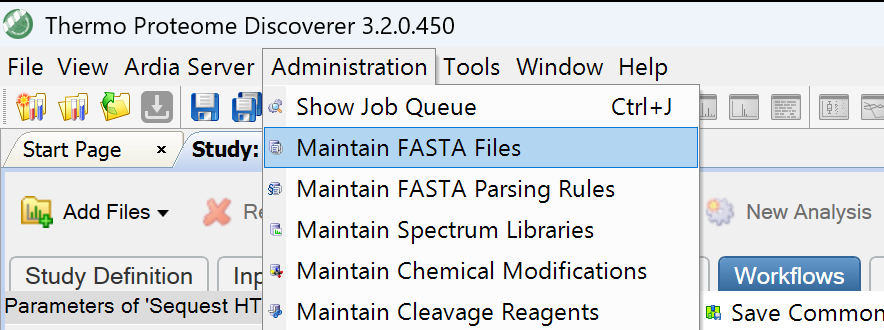 Thermo Proteome Discoverer 3.2.0.450
File View Ardia Server Administration Tools Window Help
Show Job Queue Ctrl+J
Start Page × Study:
Maintain FASTA Files
Maintain FASTA Parsing Rules
Add Files Re New Analysis
Maintain Spectrum Libraries
Study Definition Inp Workflows
Maintain Chemical Modifications
Parameters of 'Sequest HT
Maintain Cleavage Reagents
Save Common